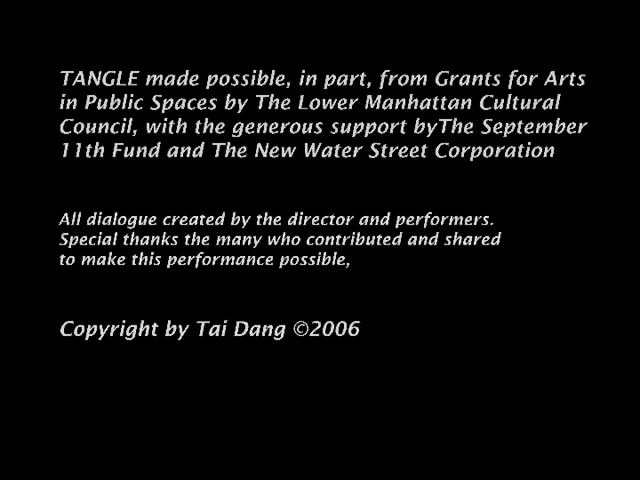 TANGLE made possible, in part, from Grants for Arts
in Public Spaces by The Lower Manhattan Cultural
Council, with the generous support byThe September
11th Fund and The New Water Street Corporation
All dialogue created by the director and performers.
Special thanks the many who contributed and shared
to make this performance possible,
Copyright by Tai Dang ©2006